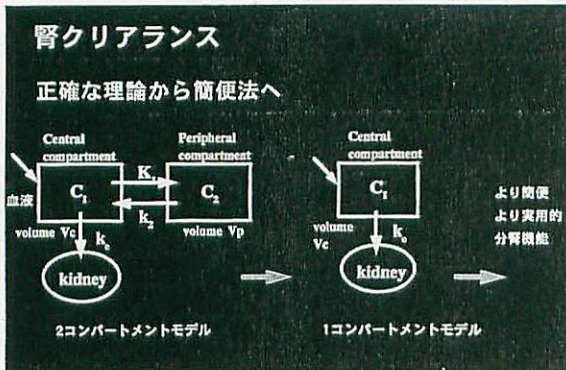 腎クリアランス
正確な理論から簡便法へ
Central
compartment
Peripheral
compartment
血液
C₁
K₁
k₂
C₂
volume Vc
volume Vp
kidney
2コンパートメントモデル
Central
compartment
C₁
volume
Vc
kidney
1コンパートメントモデル
より簡便
より実用的
分腎機能